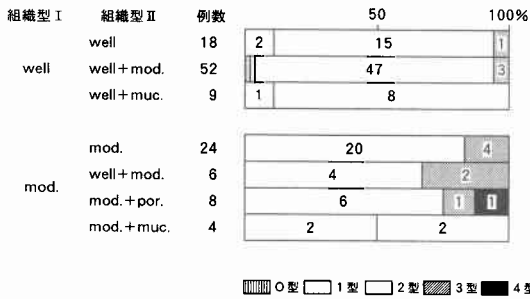 組織型Ⅰ 組織型Ⅱ 例数 50 100%
well 18 2 15 1
well well+mod. 52 47 3
well+muc. 9 1 8
mod. 24 20 4
mod. well+mod. 6 4 2
mod.+por. 8 6 1 1
mod.+muc. 4 2 2
0型 1型 2型 3型 4型